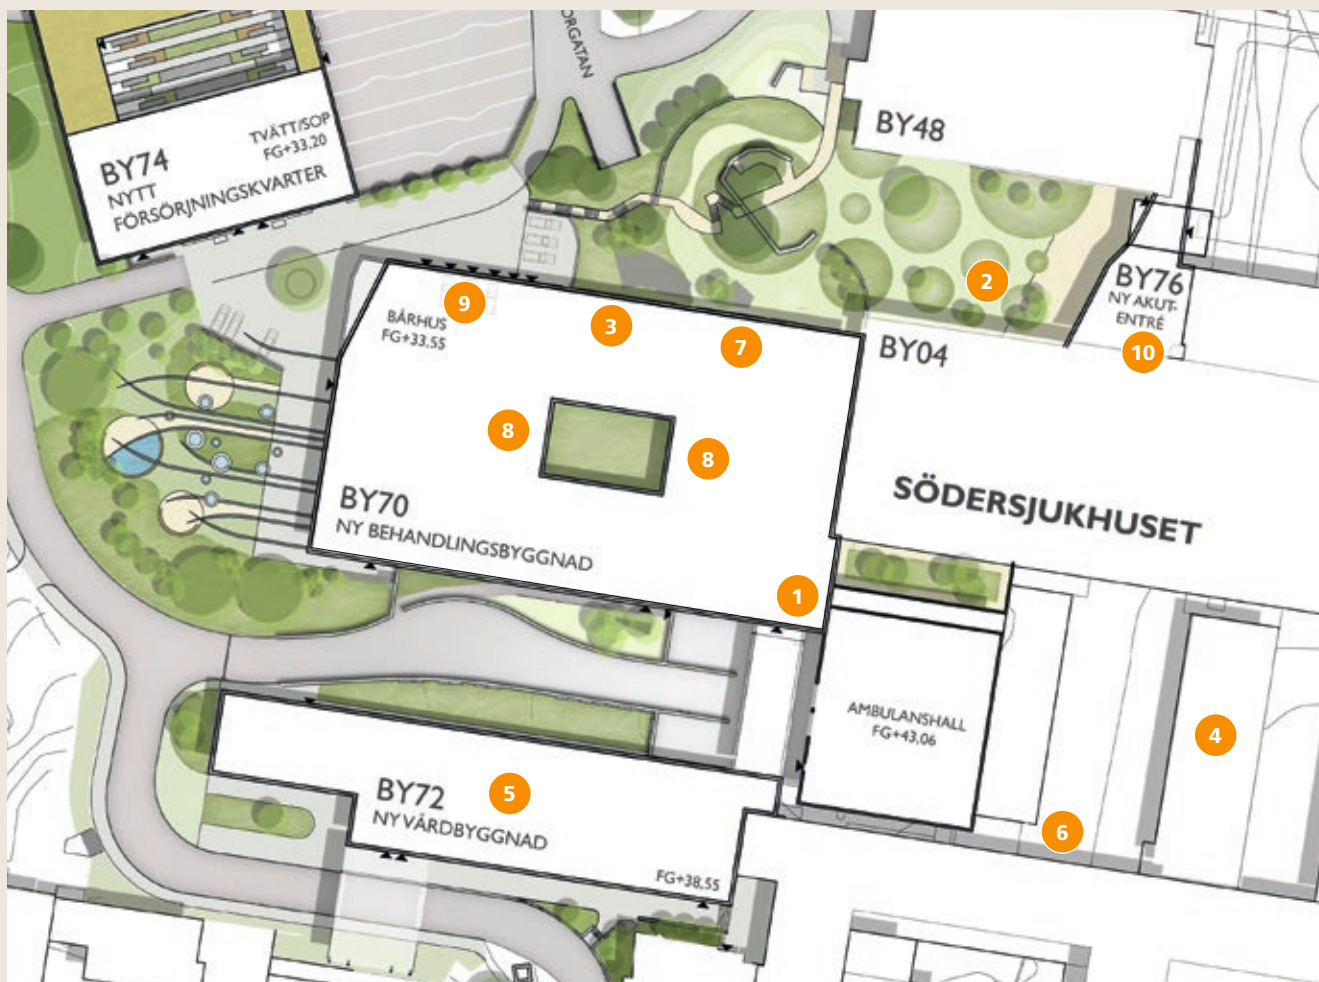 ORGATAN
TVÄTT/SOP
FG+33,20
BY74
NYTT
FÖRSÖRJNINGSKVARTER
BY48
2
BY76
NY AKUT-
ENTRÉ
10
9
BÅRHUS
FG+33,55
3
7
BY04
8
8
SÖDERSJUKHUSET
BY70
NY BEHANDLINGSBYGGNAD
1
AMBULANSHALL
FG+43,06
4
BY72
NY VÅRDBYGGNAD
5
6
FG+38,55